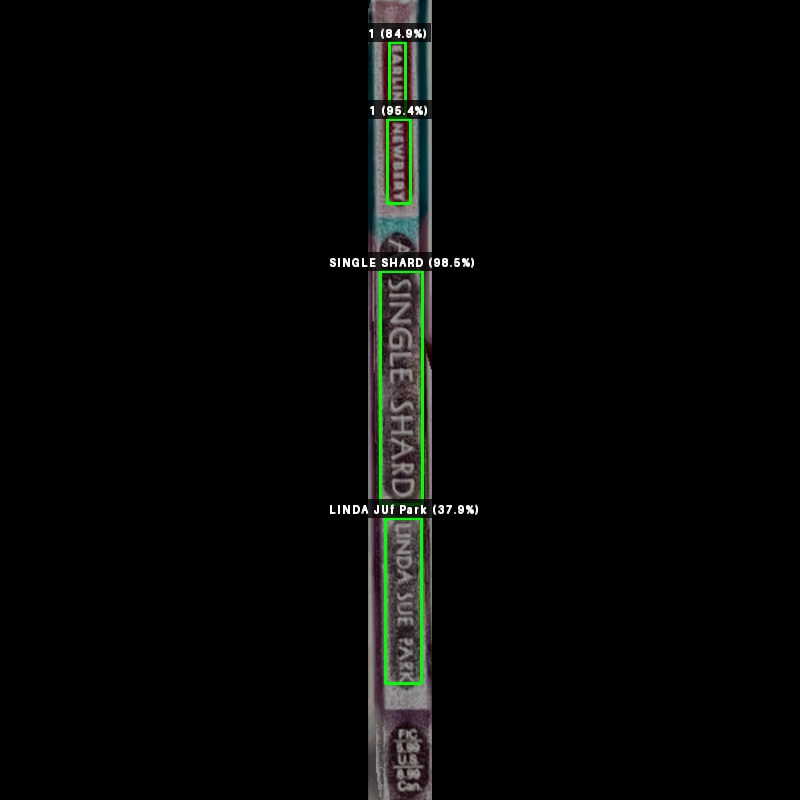 1 (84.9%)
EARLIN
1 (95.4%)
NEWBERY
A
SINGLE SHARD (98.5%)
SINGLE SHARD
LINDA JUf Park (37.9%)
LINDA SUE PARK
FIC
5.99
U.S.
8.99
Can.